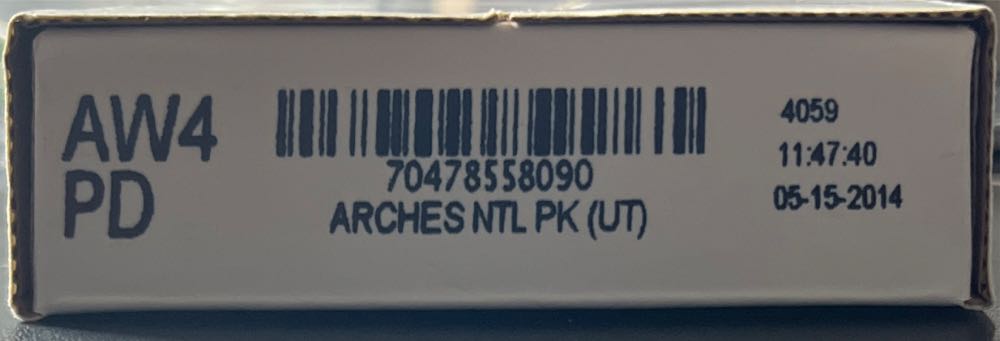 AW4
PD
70478558090
ARCHES NTL PK (UT)
4059
11:47:40
05-15-2014